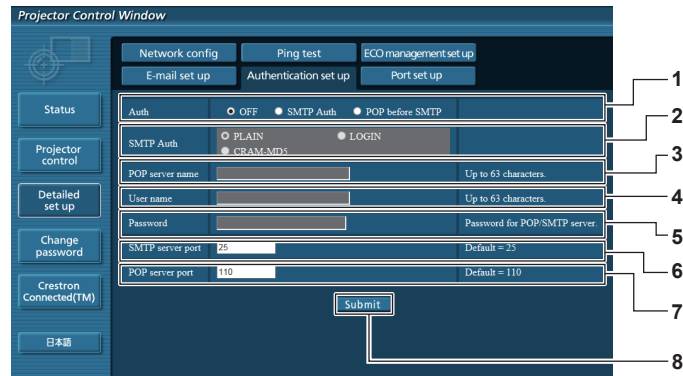 Projector Control Window
Network config Ping test ECO management set up
E-mail set up Authentication set up Port set up
Status
Projector control
Detailed set up
Change password
Crestron Connected(TM)
日本語
Auth OFF SMTP Auth POP before SMTP
SMTP Auth PLAIN LOGIN
CRAM-MD5
POP server name Up to 63 characters.
User name Up to 63 characters.
Password Password for POP/SMTP server.
SMTP server port 25 Default = 25
POP server port 110 Default = 110
Submit
1
2
3
4
5
6
7
8